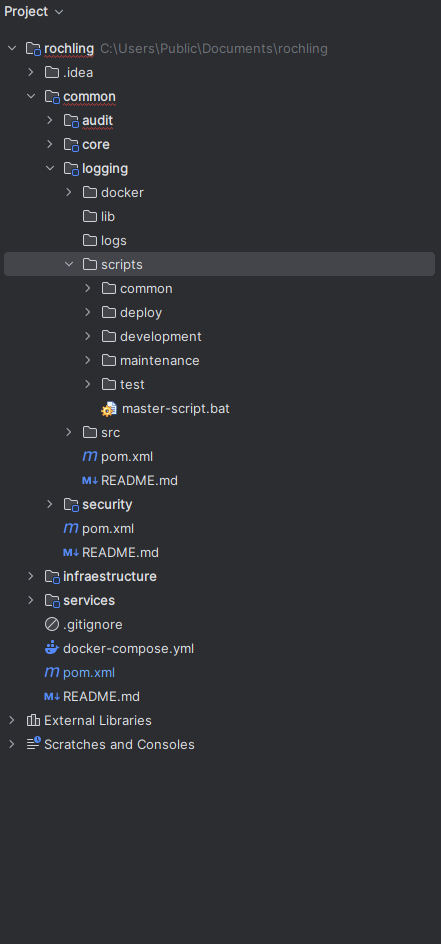 Project
rochling C:\Users\Public\Documents\rochling
.idea
common
audit
core
logging
docker
lib
logs
scripts
common
deploy
development
maintenance
test
master-script.bat
src
m pom.xml
M↓ README.md
security
m pom.xml
M↓ README.md
infraestructure
services
.gitignore
docker-compose.yml
m pom.xml
M↓ README.md
External Libraries
Scratches and Consoles